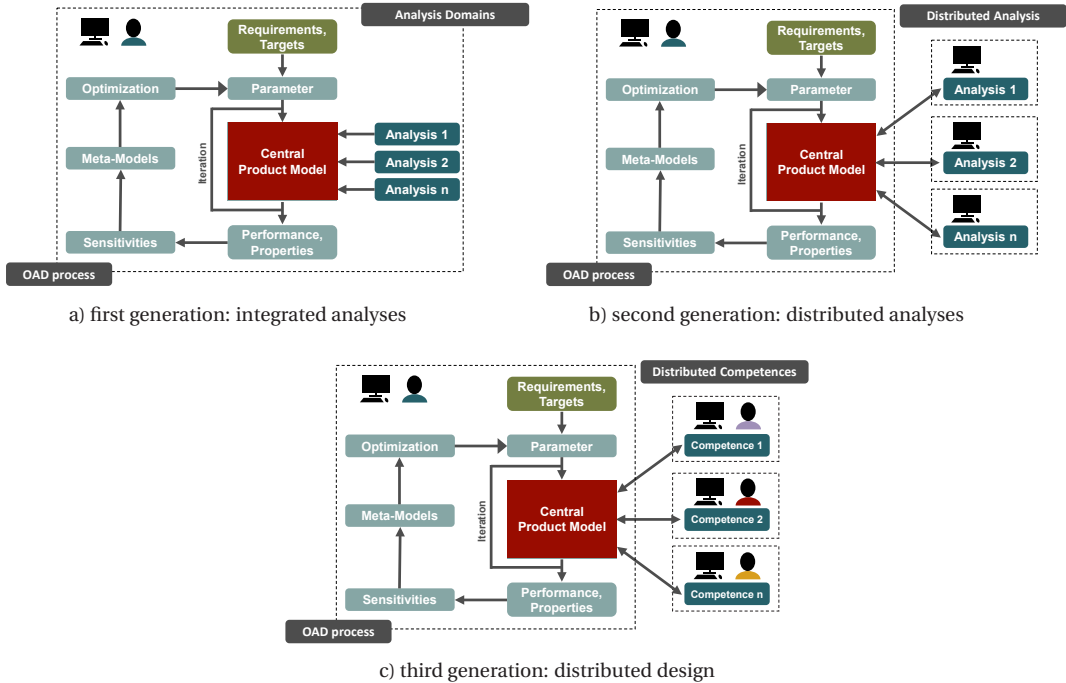 Analysis Domains
Requirements,
Targets
Optimization
Parameter
Iteration
Meta-Models
Central
Product Model
Analysis 1
Analysis 2
Analysis n
Sensitivities
Performance,
Properties
OAD process
a) first generation: integrated analyses
Distributed Analysis
Requirements,
Targets
Optimization
Parameter
Iteration
Meta-Models
Central
Product Model
Analysis 1
Analysis 2
Analysis n
Sensitivities
Performance,
Properties
OAD process
b) second generation: distributed analyses
Distributed Competences
Requirements,
Targets
Optimization
Parameter
Iteration
Meta-Models
Central
Product Model
Competence 1
Competence 2
Competence n
Sensitivities
Performance,
Properties
OAD process
c) third generation: distributed design